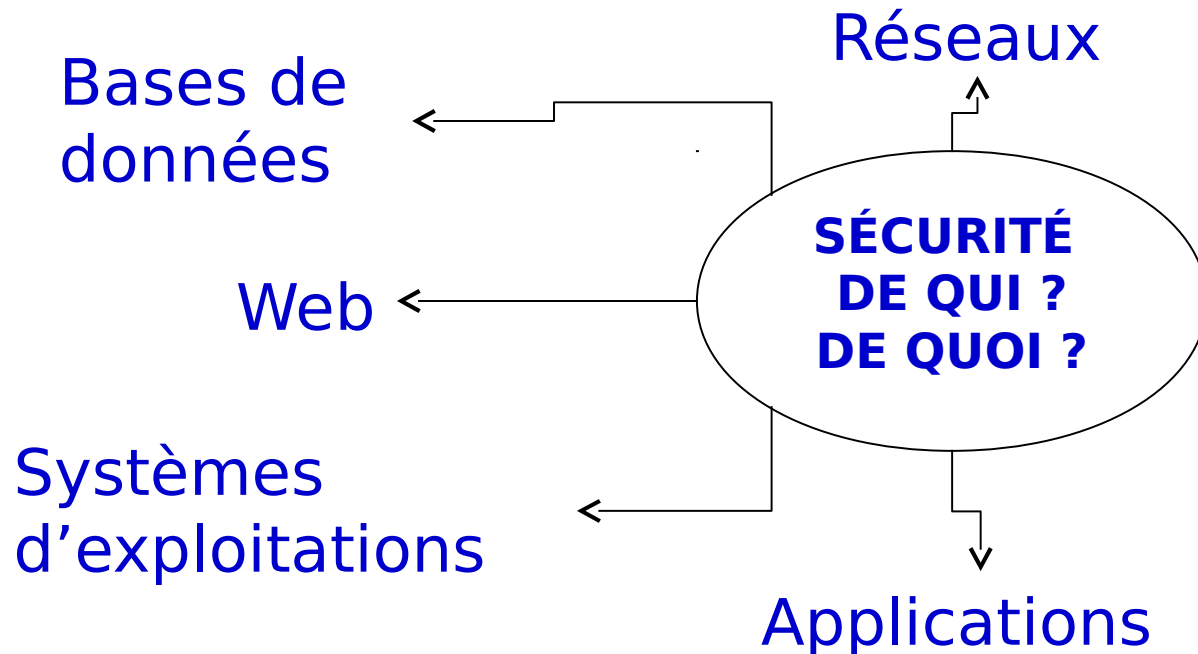 Réseaux
Bases de
données
SÉCURITÉ
DE QUI ?
DE QUOI ?
Web
Systèmes
d’exploitations
Applications